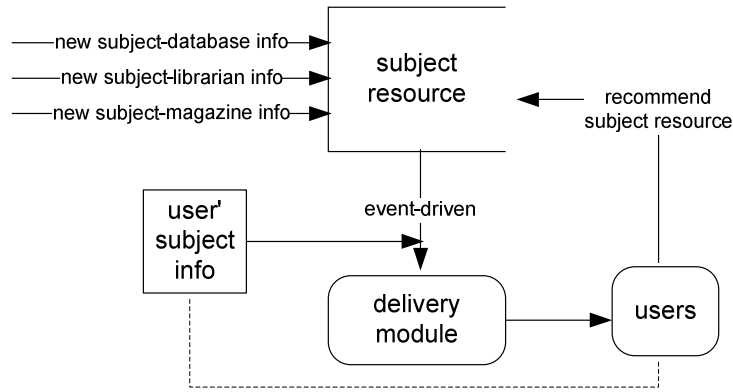 new subject-database info
new subject-librarian info
new subject-magazine info
subject
resource
recommend
subject resource
event-driven
user'
subject
info
delivery
module
users